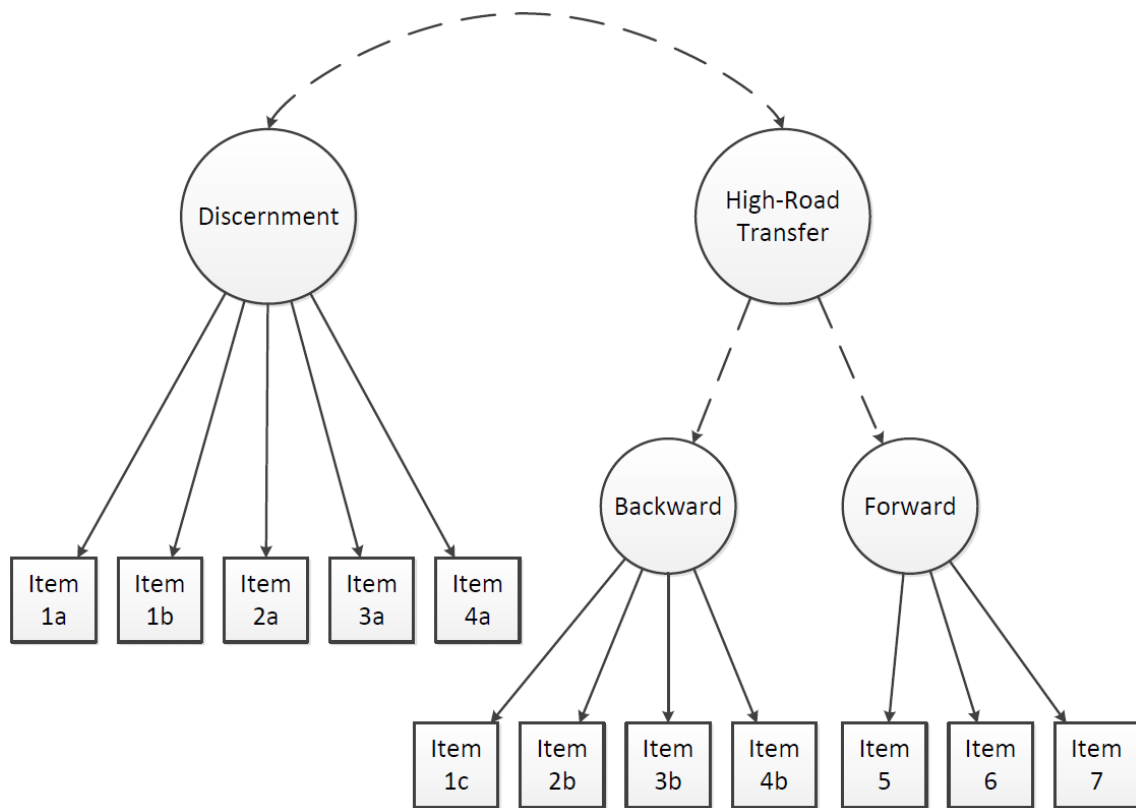 Discernment
High-Road
Transfer
Backward
Forward
Item
1a
Item
1b
Item
2a
Item
3a
Item
4a
Item
1c
Item
2b
Item
3b
Item
4b
Item
5
Item
6
Item
7